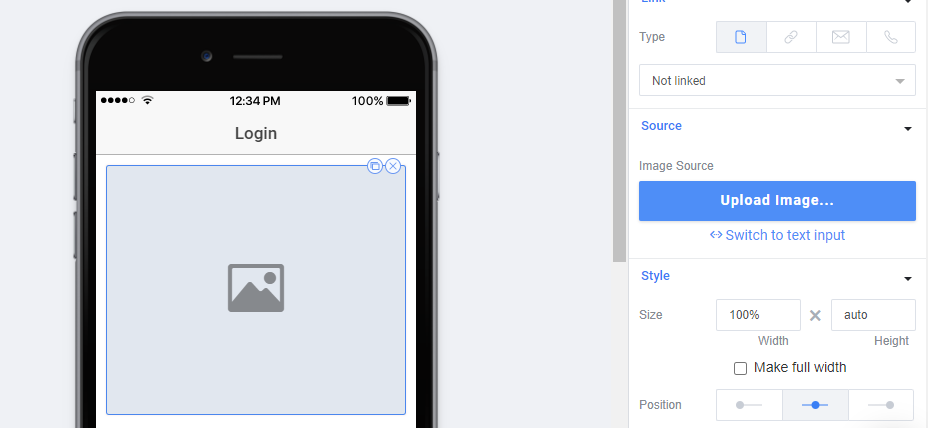 Link
Type
Not linked
Source
Image Source
Upload Image...
Switch to text input
Style
Size
100%
auto
Width
Height
Make full width
Position
12:34 PM
100%
Login